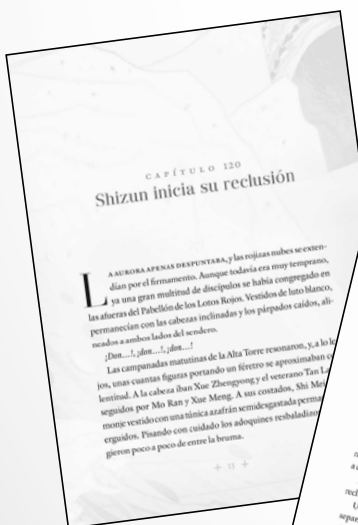 CAPÍTULO 120
Shizun inicia su reclusión
LA AURORA APENAS DESPUNTABA, y las rojizas nubes se exten-
dían por el firmamento. Aunque todavía era muy temprano,
ya una gran multitud de discípulos se había congregado en
las afueras del Pabellón de los Lotos Rojos. Vestidos de luto blanco,
permanecían con las cabezas inclinadas y los párpados caídos, ali-
neados a ambos lados del sendero.
¡Don…!, ¡don…!, ¡don…!
Las campanadas matutinas de la Alta Torre resonaron, y, a lo le
jos, unas cuantas figuras portando un féretro se aproximaban
lentitud. A la cabeza iban Xue Zhengyong y el veterano Tan
seguidos por Mo Ran y Xue Meng. A sus costados, Shi Mei
monje vestido con una túnica azafrán semidesgastada
erguidos. Pisando con cuidado los adoquines
gieron poco a poco de entre la bruma.
11